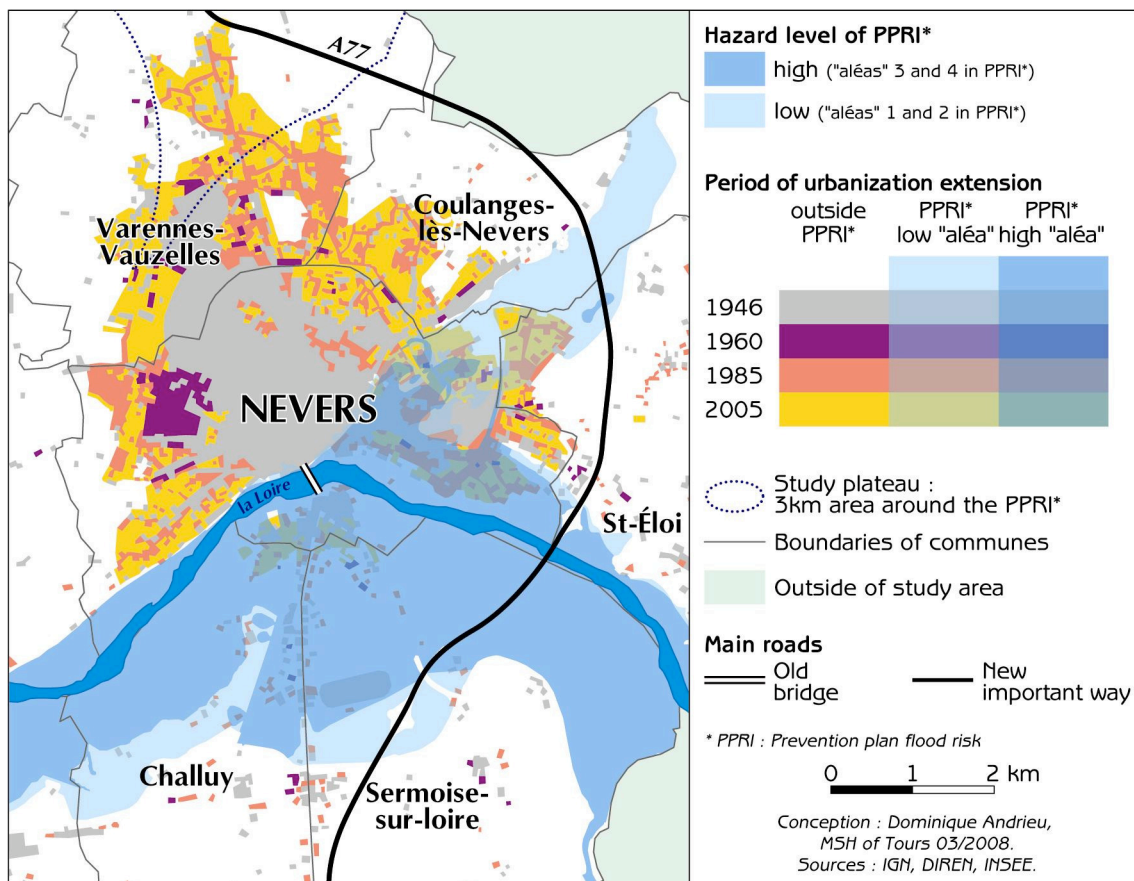 A77
Varennes-
Vauzelles
Coulanges-
lès-Nevers
NEVERS
la Loire
St-Éloi
Challuy
Sermoise-
sur-loire
Hazard level of PPRI*
high ("aléas" 3 and 4 in PPRI*)
low ("aléas" 1 and 2 in PPRI*)
Period of urbanization extension
outside PPRI* PPRI*
PPRI* low "aléa" high "aléa"
1946
1960
1985
2005
Study plateau :
3km area around the PPRI*
Boundaries of communes
Outside of study area
Main roads
Old New
bridge important way
* PPRI : Prevention plan flood risk
0 1 2 km
Conception : Dominique Andrieu,
MSH of Tours 03/2008.
Sources : IGN, DIREN, INSEE.